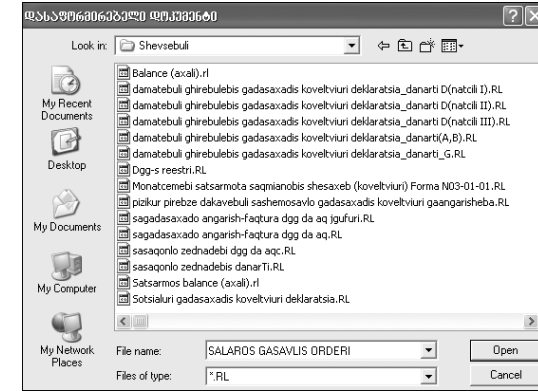 დასაფორმირებელი დოკუმენტი
Look in: Shevsebuli
My Recent Documents
Desktop
My Documents
My Computer
My Network Places
Balance (axali).rl
damatebuli ghirebulebis gadasaxadis koveltviuri deklaratsia_danarti D(natcili I).RL
damatebuli ghirebulebis gadasaxadis koveltviuri deklaratsia_danarti D(natcili II).RL
damatebuli ghirebulebis gadasaxadis koveltviuri deklaratsia_danarti D(natcili III).RL
damatebuli ghirebulebis gadasaxadis koveltviuri deklaratsia_danarti(A,B).RL
damatebuli ghirebulebis gadasaxadis koveltviuri deklaratsia_danarti_G.RL
Dgg-s reestri.RL
Monatcemebi satsarmota saqmianobis shesaxeb (koveltviuri) Forma N03-01-01.RL
pizikur pirebze dakavebuli sashemosavlo gadasaxadis koveltviuri gaangarisheba.RL
sagadasaxado angarish-faqtura dgg da aq jgufuri.RL
sagadasaxado angarish-faqtura dgg da aq.RL
sasaqonlo zednadebi dgg da aqc.RL
sasaqonlo zednadebis danarTi.RL
Satsarmos balance (axali).rl
Sotsialuri gadasaxadis koveltviuri deklaratsia.RL
File name: SALAROS GASAVLIS ORDERI Open
Files of type: *.RL Cancel